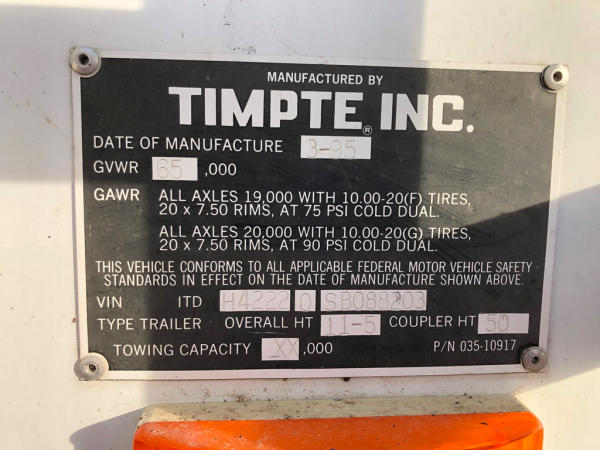 MANUFACTURED BY
TIMPTE® INC.
DATE OF MANUFACTURE 3-95
GVWR 65 ,000
GAWR ALL AXLES 19,000 WITH 10.00-20(F) TIRES,
20 x 7.50 RIMS, AT 75 PSI COLD DUAL.
ALL AXLES 20,000 WITH 10.00-20(G) TIRES,
20 x 7.50 RIMS, AT 90 PSI COLD DUAL.
THIS VEHICLE CONFORMS TO ALL APPLICABLE FEDERAL MOTOR VEHICLE SAFETY
STANDARDS IN EFFECT ON THE DATE OF MANUFACTURE SHOWN ABOVE.
VIN ITD H4222 0 SB088203
TYPE TRAILER OVERALL HT 11-5 COUPLER HT 50
TOWING CAPACITY XX ,000 P/N 035-10917